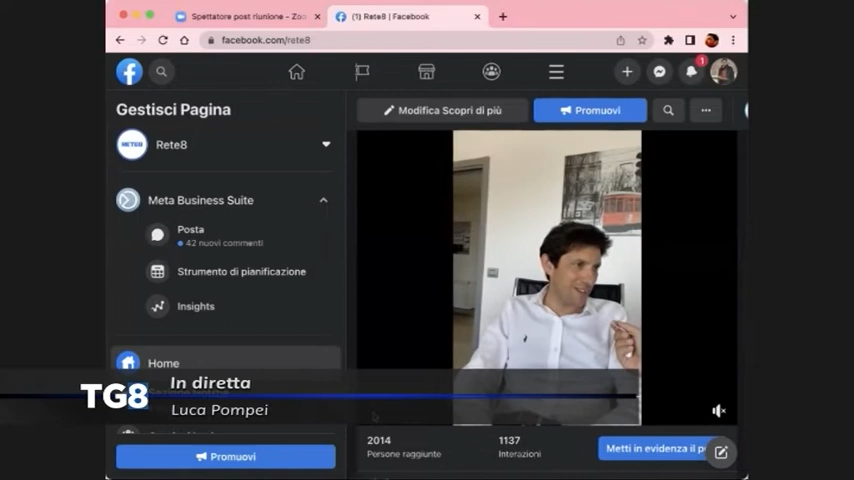 Spettatore post riunione - Zoo
(1) Rete8 | Facebook
facebook.com/rete8
1
Gestisci Pagina
Modifica Scopri di più
Promuovi
RETE8
Rete8
Meta Business Suite
Posta
42 nuovi commenti
Strumento di pianificazione
Insights
Home
In diretta
TG8
Luca Pompei
2014
Persone raggiunte
1137
Interazioni
Metti in evidenza il
Promuovi